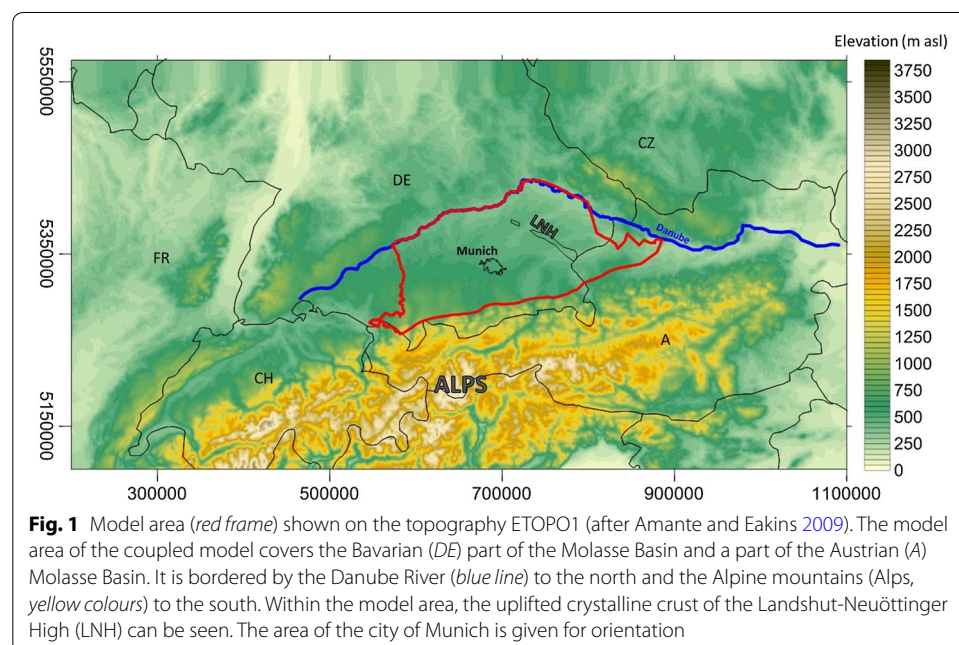 Elevation (m asl)
5550000
5350000
5150000
CZ
DE
FR
LNH
Danube
Munich
A
CH
ALPS
3750
3500
3250
3000
2750
2500
2250
2000
1750
1500
1250
1000
750
500
250
0
300000
500000
700000
900000
1100000
Fig. 1 Model area (red frame) shown on the topography ETOPO1 (after Amante and Eakins 2009). The model
area of the coupled model covers the Bavarian (DE) part of the Molasse Basin and a part of the Austrian (A)
Molasse Basin. It is bordered by the Danube River (blue line) to the north and the Alpine mountains (Alps,
yellow colours) to the south. Within the model area, the uplifted crystalline crust of the Landshut-Neuöttinger
High (LNH) can be seen. The area of the city of Munich is given for orientation